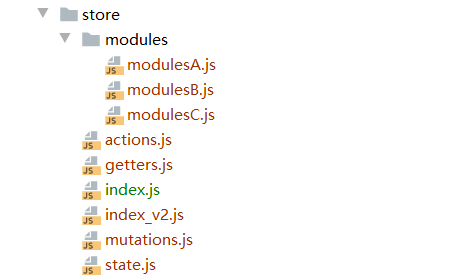 store
modules
JS modulesA.js
JS modulesB.js
JS modulesC.js
JS actions.js
JS getters.js
JS index.js
JS index_v2.js
JS mutations.js
JS state.js